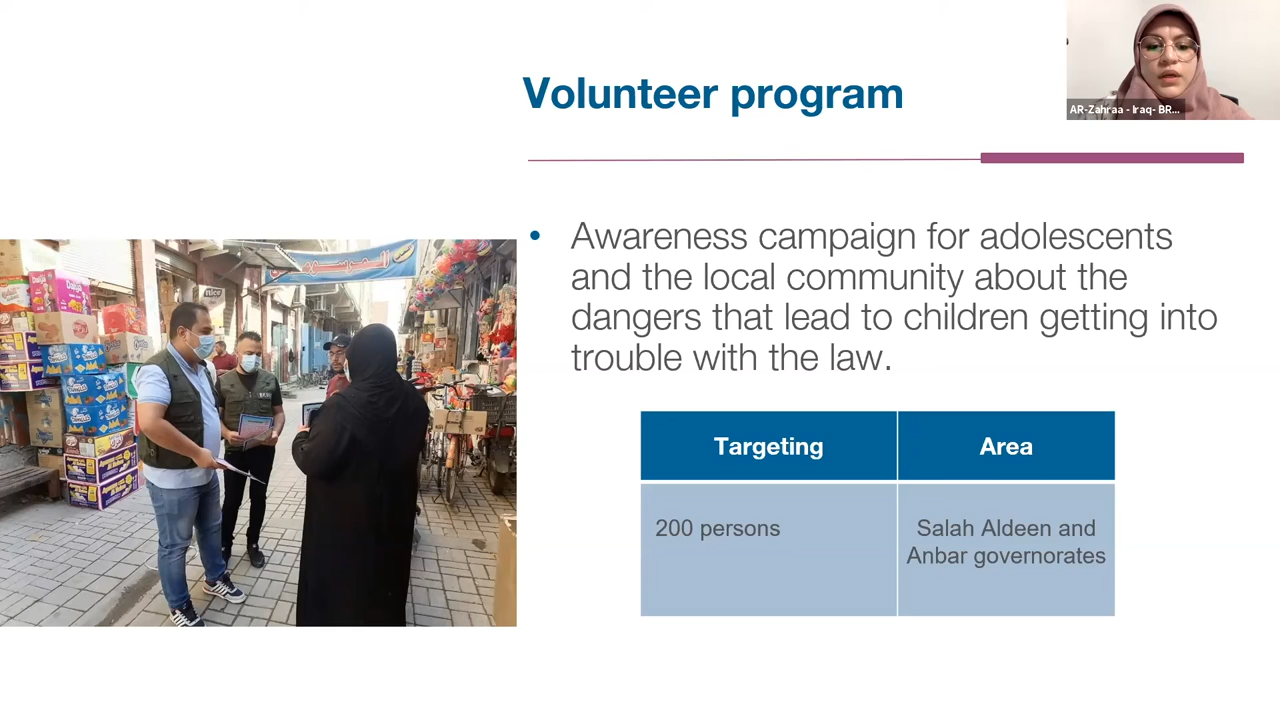 Volunteer program
AR-Zahraa - Iraq- BR...
• Awareness campaign for adolescents
and the local community about the
dangers that lead to children getting into
trouble with the law.
Targeting Area
200 persons Salah Aldeen and
Anbar governorates
nice